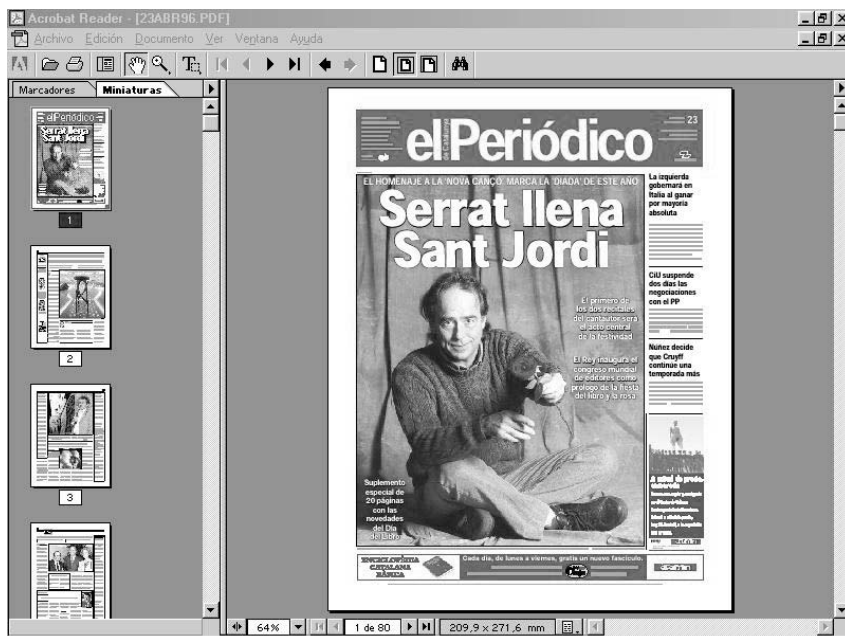 Acrobat Reader - [23ABR96.PDF]
Archivo Edición Documento Ver Ventana Ayuda
Marcadores Miniaturas
1
2
3
el Periódico
de Catalunya
23
EL HOMENAJE A LA 'NOVA CANÇÓ' MARCA LA 'DIADA' DE ESTE AÑO
Serrat llena
Sant Jordi
El primero de
los dos recitales
del cantautor será
el acto central
de la festividad
El Rey inaugura el
congreso mundial
de editores como
prólogo de la fiesta
del libro y la rosa
Suplemento
especial de
20 páginas
con las
novedades
del Día
del Libro
La izquierda
gobernará en
Italia al ganar
por mayoría
absoluta
CiU suspende
dos días las
negociaciones
con el PP
Núñez decide
que Cruyff
continúe una
temporada más
ENCICLOPÈDIA
CATALANA
BÀSICA
Cada día, de lunes a viernes, gratis un nuevo fascículo.
64%
1 de 80
209,9 x 271,6 mm